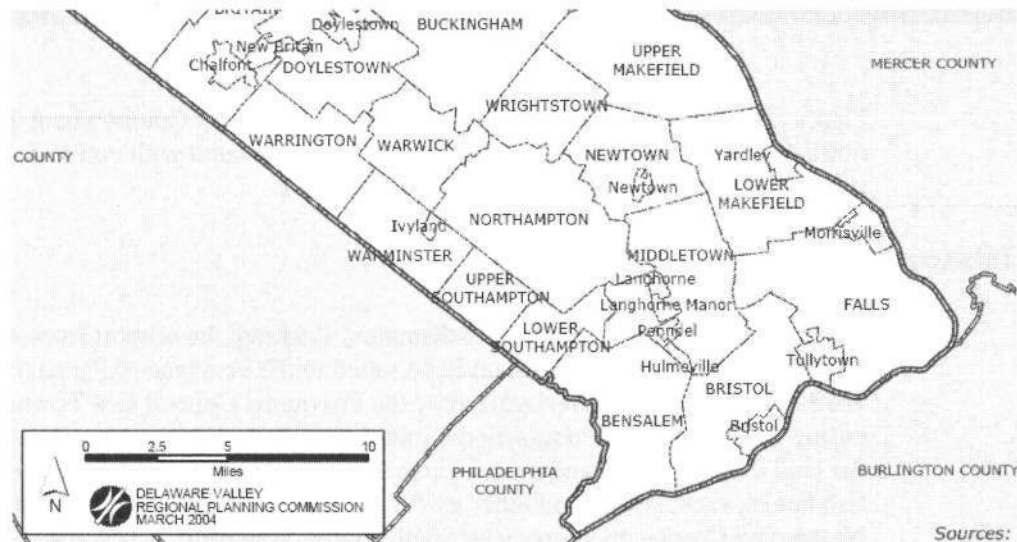 BRITAIN
Doylestown
BUCKINGHAM
New Britain
Chalfont
DOYLESTOWN
UPPER
MAKEFIELD
MERCER COUNTY
WRIGHTSTOWN
WARRINGTON
WARWICK
COUNTY
NEWTOWN
Newtown
Yardley
LOWER
MAKEFIELD
Ivyland
NORTHAMPTON
Morrisville
WARMINSTER
MIDDLETOWN
UPPER
SOUTHAMPTON
Langhorne
Langhorne Manor
FALLS
LOWER
SOUTHAMPTON
Penndel
Hulmeville
Tullytown
BRISTOL
BENSALEM
Bristol
0 2.5 5 10
Miles
N
DELAWARE VALLEY
REGIONAL PLANNING COMMISSION
MARCH 2004
PHILADELPHIA
COUNTY
BURLINGTON COUNTY
Sources: